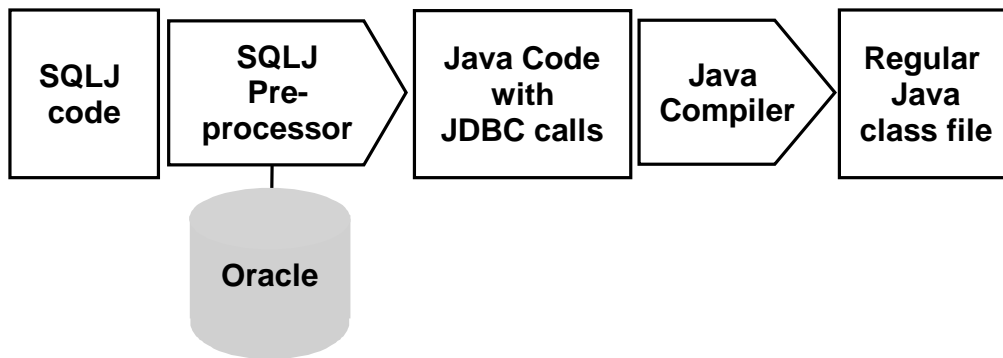 SQLJ
code
SQLJ
Pre-
processor
Java Code
with
JDBC calls
Java
Compiler
Regular
Java
class file
Oracle